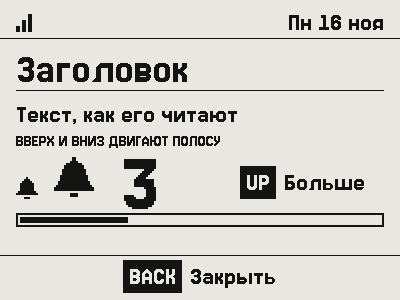 Пн 16 ноя
Заголовок
Текст, как его читают
ВВЕРХ И ВНИЗ ДВИГАЮТ ПОЛОСУ
3
UP Больше
BACK Закрыть